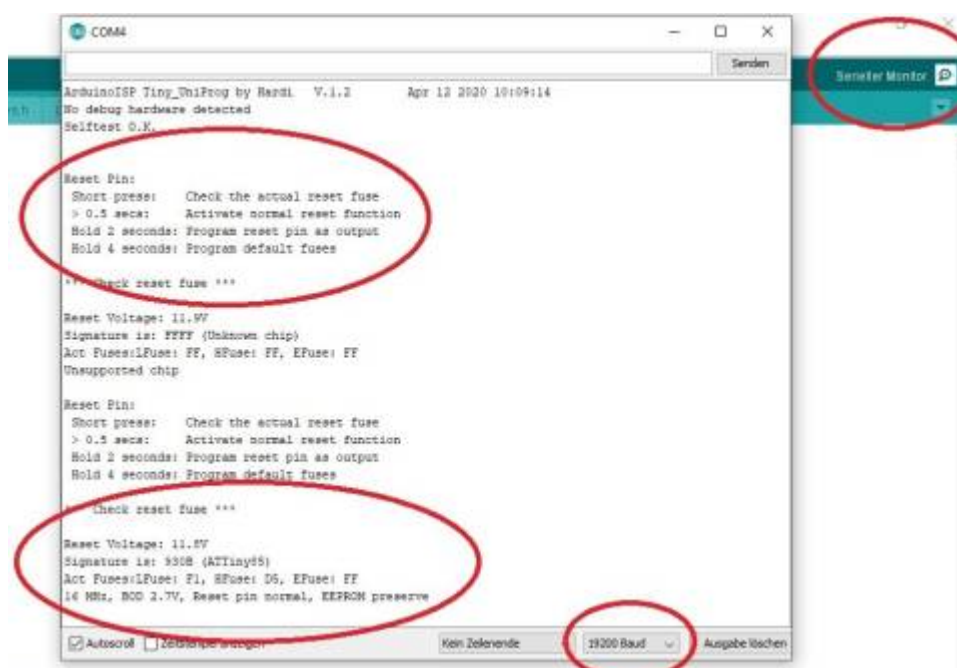 COM4
Senden
Serieller Monitor
ArduinoISP Tiny_UniProg by Hardi V.1.2 Apr 12 2020 10:09:14
No debug hardware detected
Selftest O.K.
Reset Pin:
Short press: Check the actual reset fuse
> 0.5 secs: Activate normal reset function
Hold 2 seconds: Program reset pin as output
Hold 4 seconds: Program default fuses
*** Check reset fuse ***
Reset Voltage: 11.9V
Signature is: FFFF (Unknown chip)
Act Fuses:LFuse: FF, HFuse: FF, EFuse: FF
Unsupported chip
Reset Pin:
Short press: Check the actual reset fuse
> 0.5 secs: Activate normal reset function
Hold 2 seconds: Program reset pin as output
Hold 4 seconds: Program default fuses
Check reset fuse ***
Reset Voltage: 11.8V
Signature is: 930B (ATTiny85)
Act Fuses:LFuse: F1, HFuse: D5, EFuse: FF
16 MHz, BOD 2.7V, Reset pin normal, EEPROM preserve
Autoscroll Zeitstempel anzeigen Kein Zeilenende 19200 Baud Ausgabe löschen